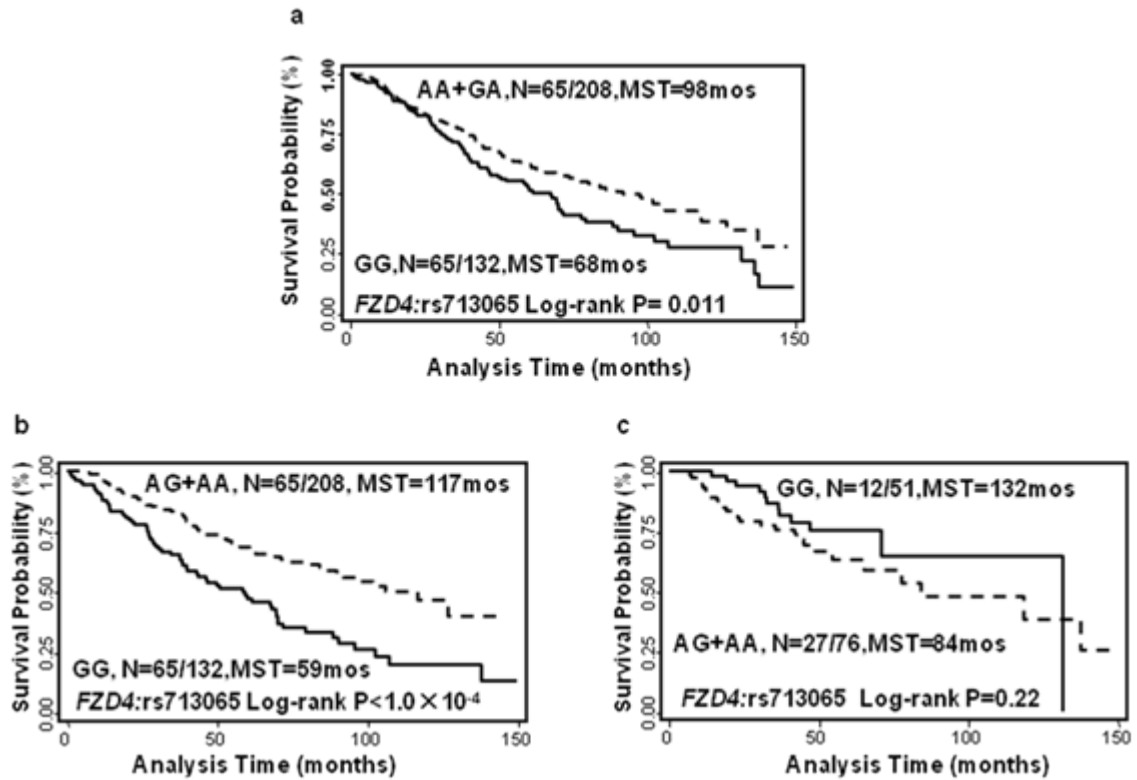 a
Survival Probability (%)
1.00
0.75
0.50
0.25
0.00
AA+GA,N=65/208,MST=98mos
GG,N=65/132,MST=68mos
FZD4:rs713065 Log-rank P= 0.011
0 50 100 150
Analysis Time (months)
b
Survival Probability (%)
1.00
0.75
0.50
0.25
0.00
AG+AA, N=65/208, MST=117mos
GG, N=65/132,MST=59mos
FZD4:rs713065 Log-rank P<1.0×10⁻⁴
0 50 100 150
Analysis Time (months)
c
Survival Probability (%)
1.00
0.75
0.50
0.25
0.00
GG, N=12/51,MST=132mos
AG+AA, N=27/76,MST=84mos
FZD4:rs713065 Log-rank P=0.22
0 50 100 150
Analysis Time (months)